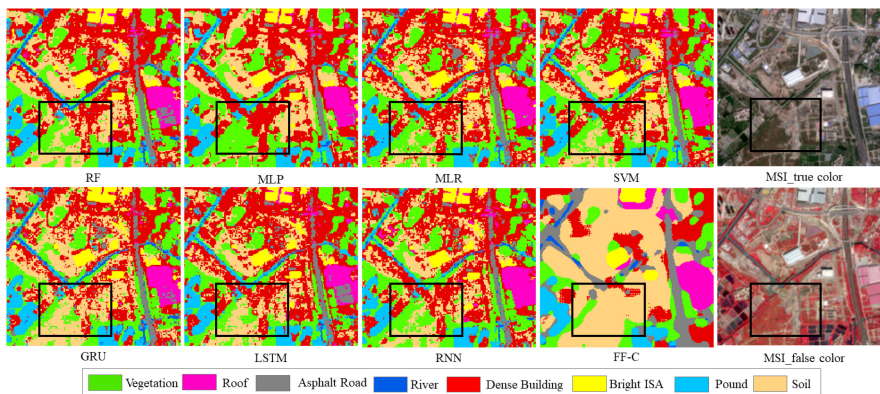 RF MLP MLR SVM MSI_true color
GRU LSTM RNN FF-C MSI_false color
Vegetation Roof Asphalt Road River Dense Building Bright ISA Pound Soil